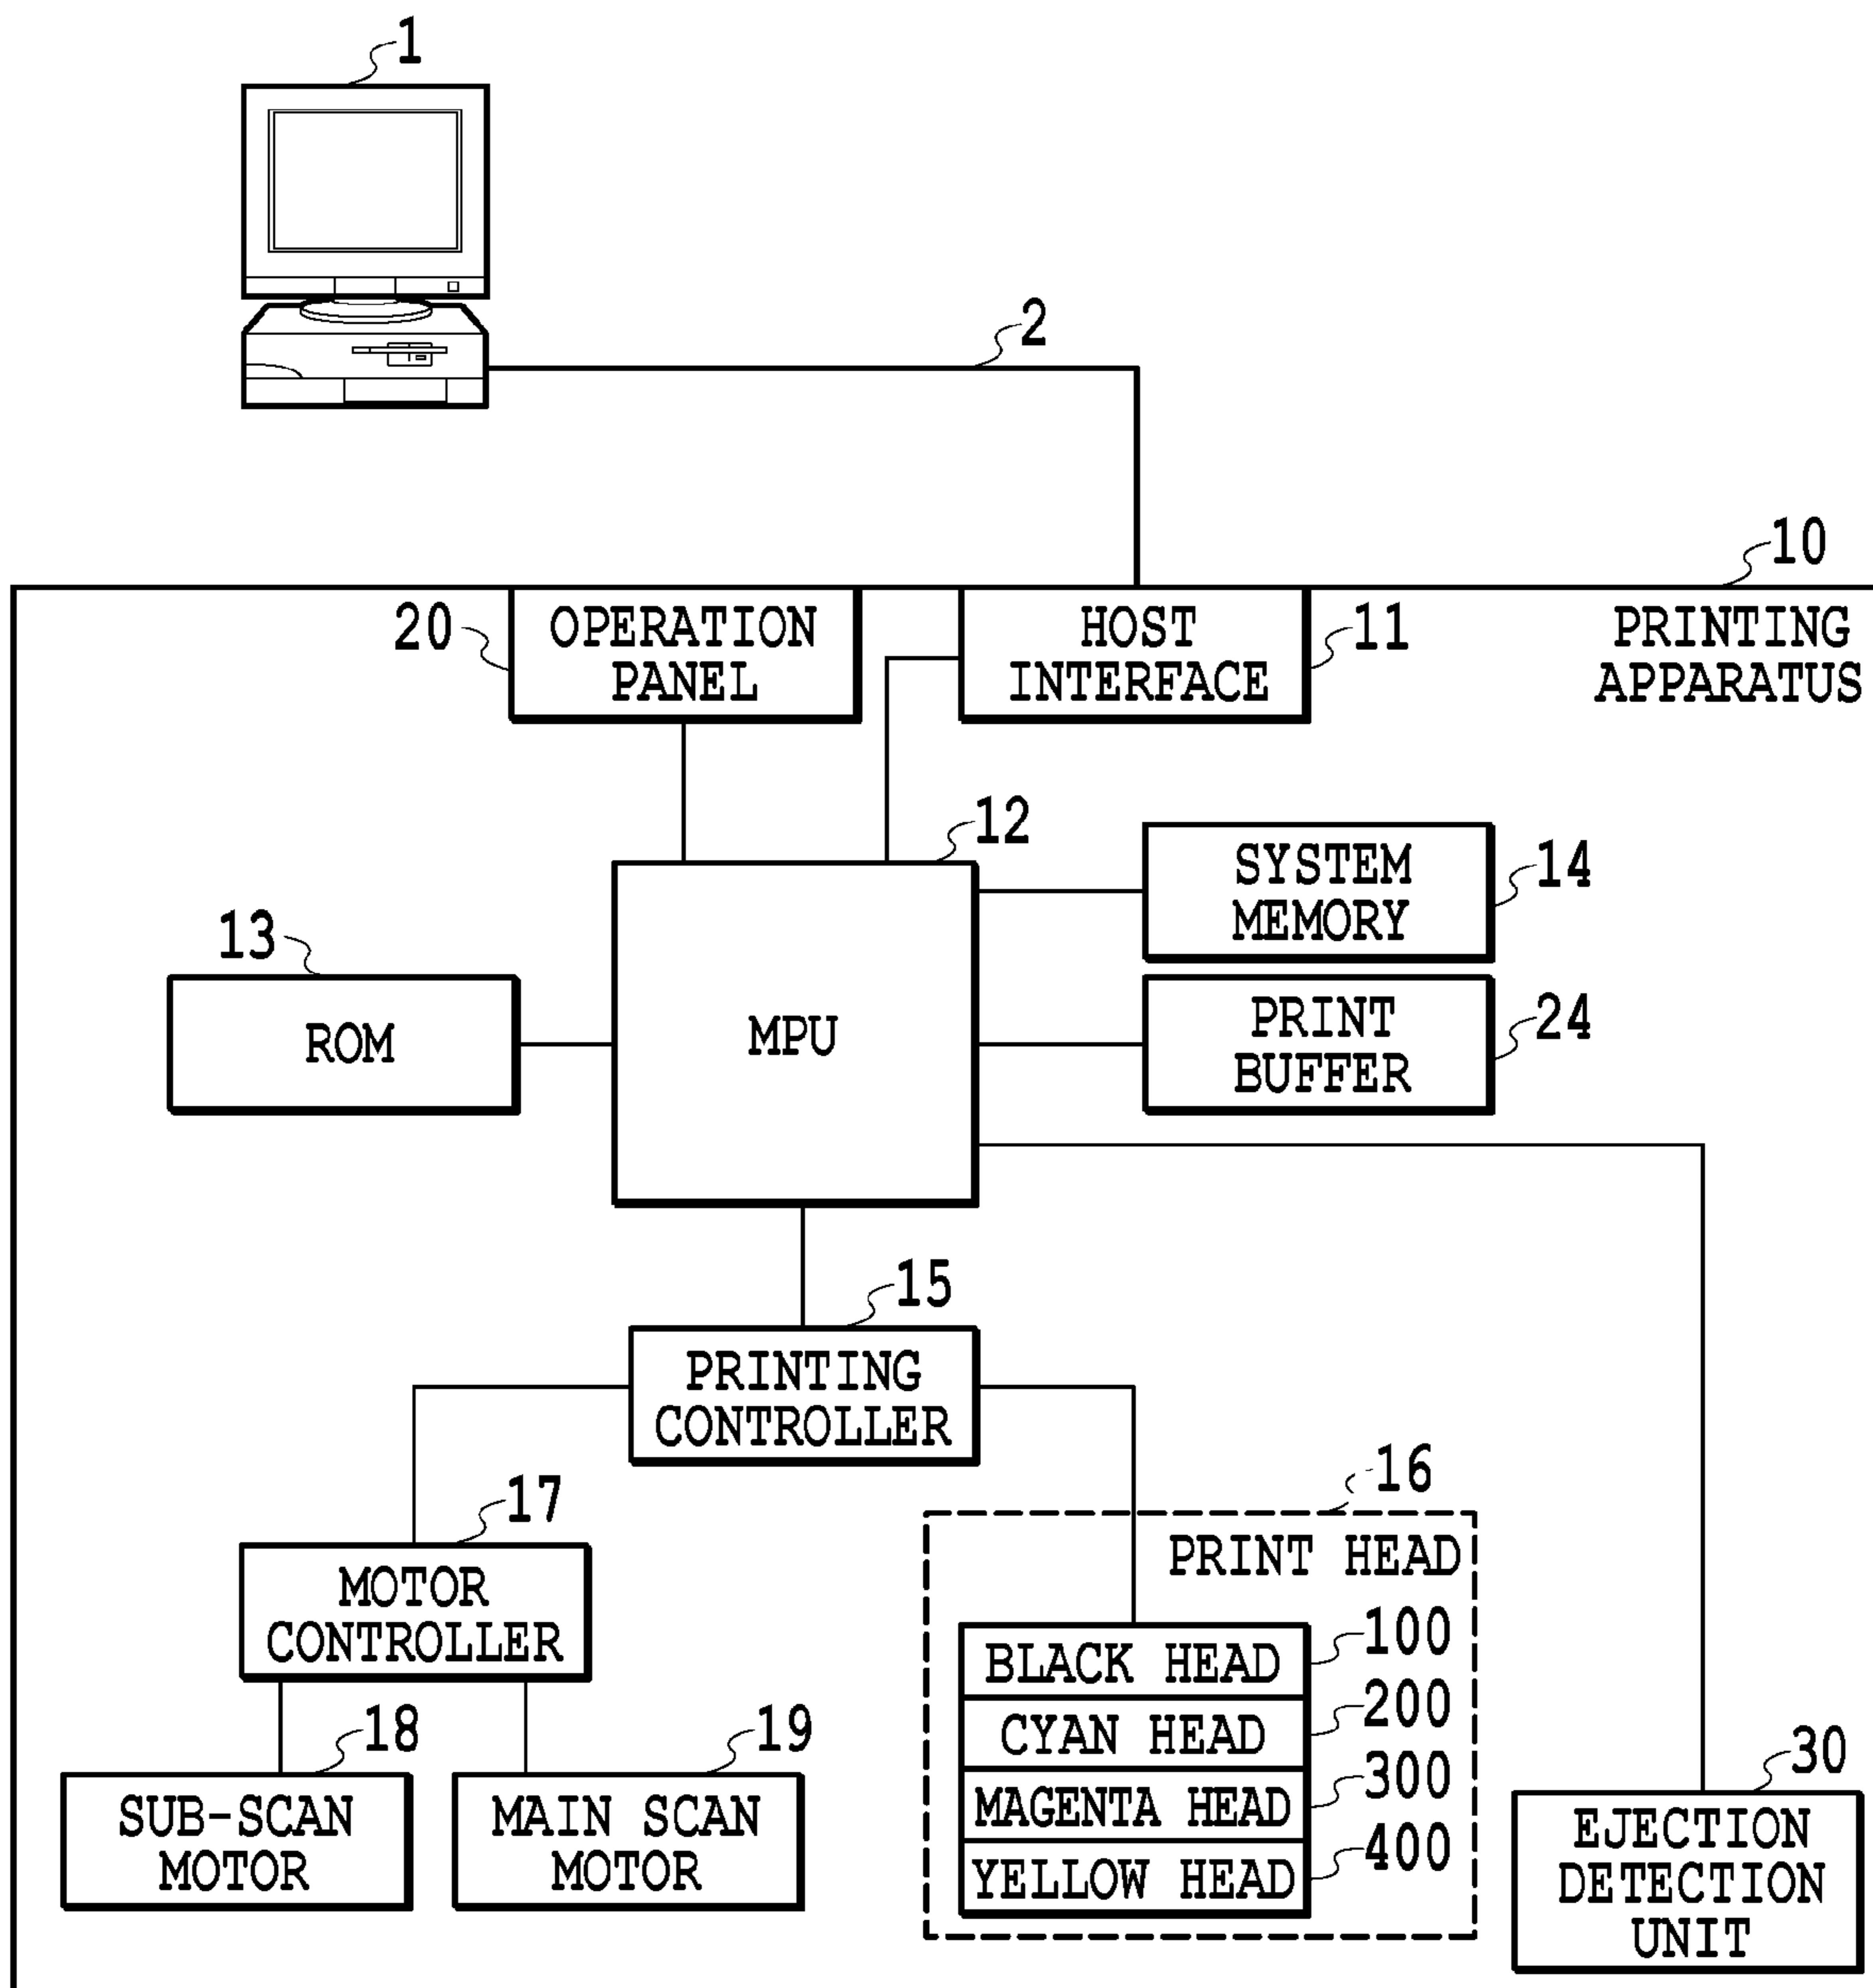 1
2
10
20
OPERATION
PANEL
HOST
INTERFACE
11
PRINTING
APPARATUS
12
SYSTEM
MEMORY
14
13
ROM
MPU
PRINT
BUFFER
24
15
PRINTING
CONTROLLER
16
17
PRINT HEAD
MOTOR
CONTROLLER
BLACK HEAD
100
CYAN HEAD
200
MAGENTA HEAD
300
YELLOW HEAD
400
18
SUB-SCAN
MOTOR
19
MAIN SCAN
MOTOR
30
EJECTION
DETECTION
UNIT